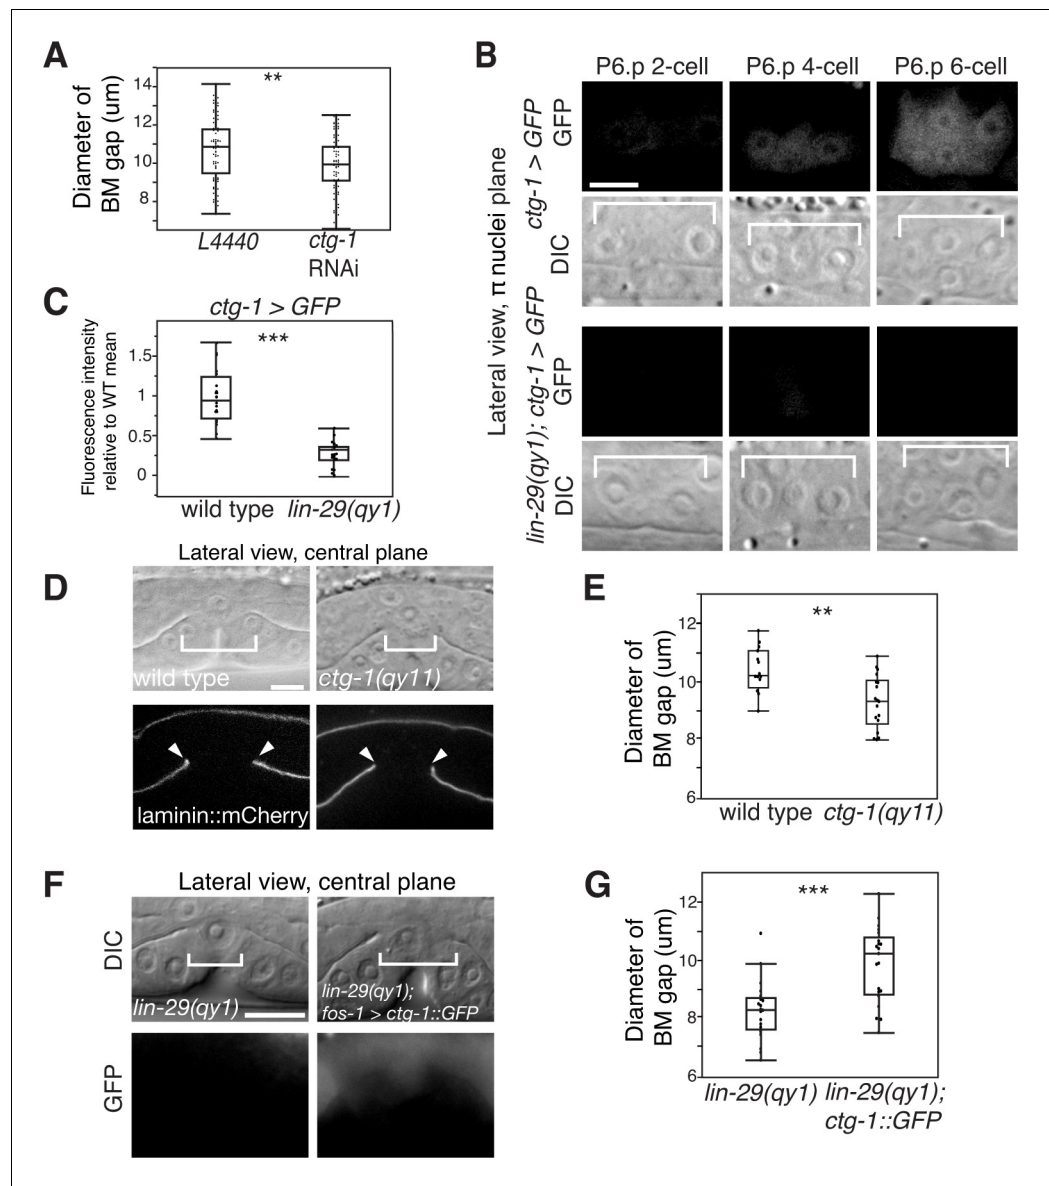 A
Diameter of
BM gap (um)
14
12
10
8
**
L4440
ctg-1
RNAi
B
P6.p 2-cell
P6.p 4-cell
P6.p 6-cell
Lateral view, π nuclei plane
ctg-1 > GFP
GFP
DIC
lin-29(qy1); ctg-1 > GFP
GFP
DIC
C
ctg-1 > GFP
Fluorescence intensity
relative to WT mean
1.5
1
0.5
0
***
wild type
lin-29(qy1)
D
Lateral view, central plane
wild type
ctg-1(qy11)
laminin::mCherry
E
Diameter of
BM gap (um)
12
10
8
6
**
wild type
ctg-1(qy11)
F
Lateral view, central plane
DIC
lin-29(qy1)
lin-29(qy1);
fos-1 > ctg-1::GFP
GFP
G
Diameter of
BM gap (um)
12
10
8
6
***
lin-29(qy1)
lin-29(qy1);
ctg-1::GFP